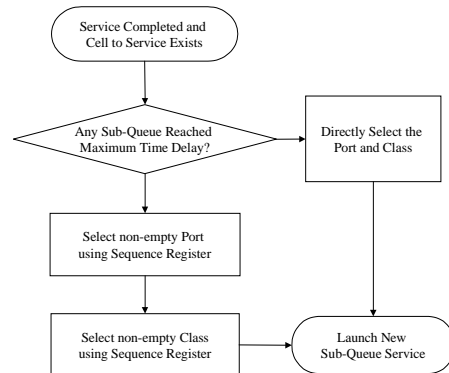 Service Completed and
Cell to Service Exists
Any Sub-Queue Reached
Maximum Time Delay?
Directly Select the
Port and Class
Select non-empty Port
using Sequence Register
Select non-empty Class
using Sequence Register
Launch New
Sub-Queue Service